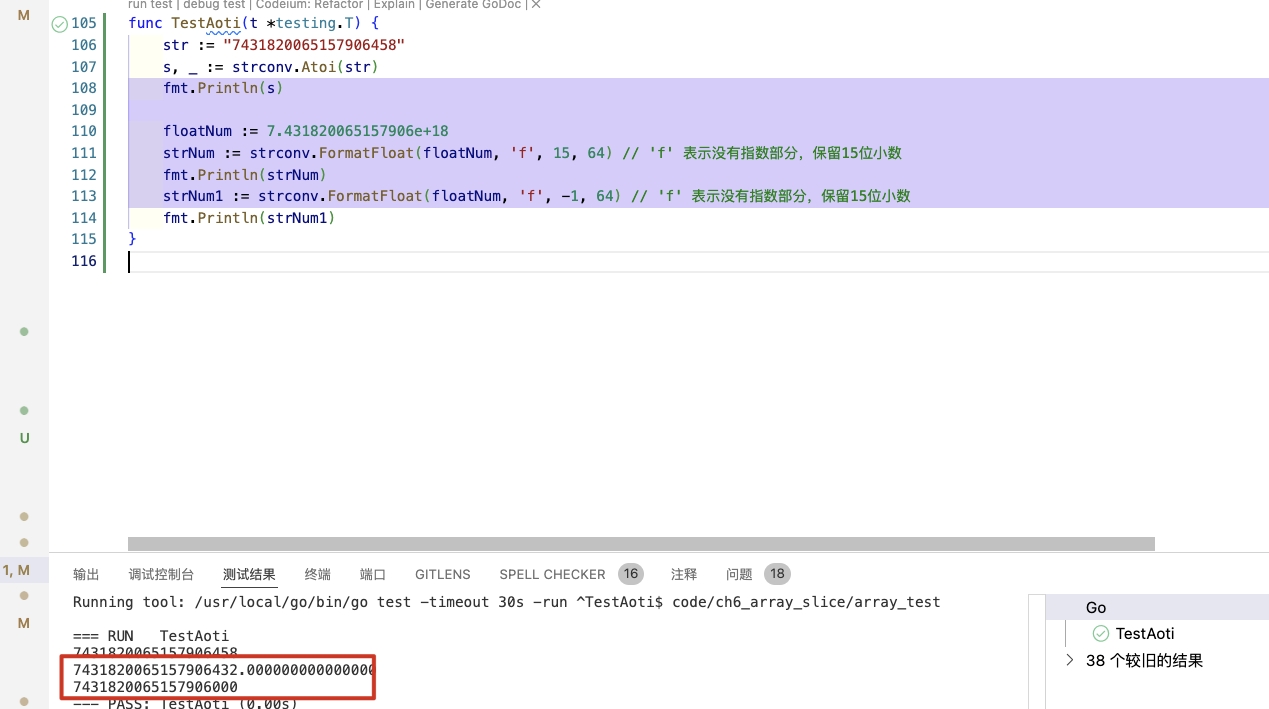 run test | debug test | Codeium: Refactor | Explain | Generate GoDoc | ×
M
105 func TestAoti(t *testing.T) {
106 str := "7431820065157906458"
107 s, _ := strconv.Atoi(str)
108 fmt.Println(s)
109
110 floatNum := 7.431820065157906e+18
111 strNum := strconv.FormatFloat(floatNum, 'f', 15, 64) // 'f' 表示没有指数部分，保留15位小数
112 fmt.Println(strNum)
113 strNum1 := strconv.FormatFloat(floatNum, 'f', -1, 64) // 'f' 表示没有指数部分，保留15位小数
114 fmt.Println(strNum1)
115 }
116
U
1, M
M
输出 调试控制台 测试结果 终端 端口 GITLENS SPELL CHECKER 16 注释 问题 18
Running tool: /usr/local/go/bin/go test -timeout 30s -run ^TestAoti$ code/ch6_array_slice/array_test
=== RUN TestAoti
7431820065157906458
7431820065157906432.000000000000000
7431820065157906000
--- PASS: TestAoti (0.00s)
Go
TestAoti
38 个较旧的结果